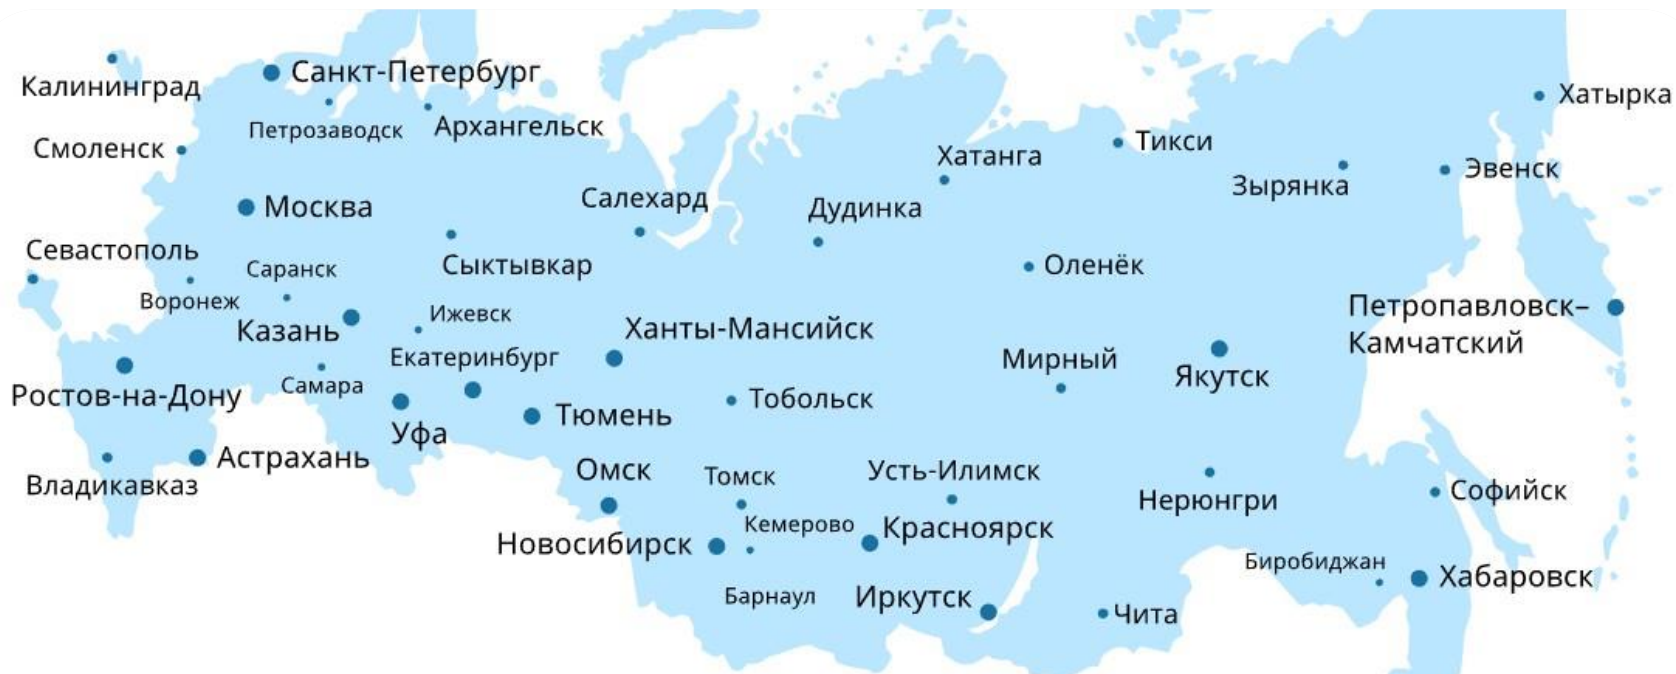 Санкт-Петербург
Калининград
Хатырка
Петрозаводск
Архангельск
Смоленск
Тикси
Хатанга
Эвенск
Зырянка
Салехард
Москва
Дудинка
Севастополь
Саранск
Сыктывкар
Оленёк
Воронеж
Ижевск
Петропавловск–
Камчатский
Казань
Ханты-Мансийск
Екатеринбург
Мирный
Якутск
Самара
Ростов-на-Дону
Тобольск
Тюмень
Уфа
Астрахань
Владикавказ
Омск
Томск
Усть-Илимск
Нерюнгри
Софийск
Кемерово
Красноярск
Новосибирск
Биробиджан
Хабаровск
Барнаул
Иркутск
Чита